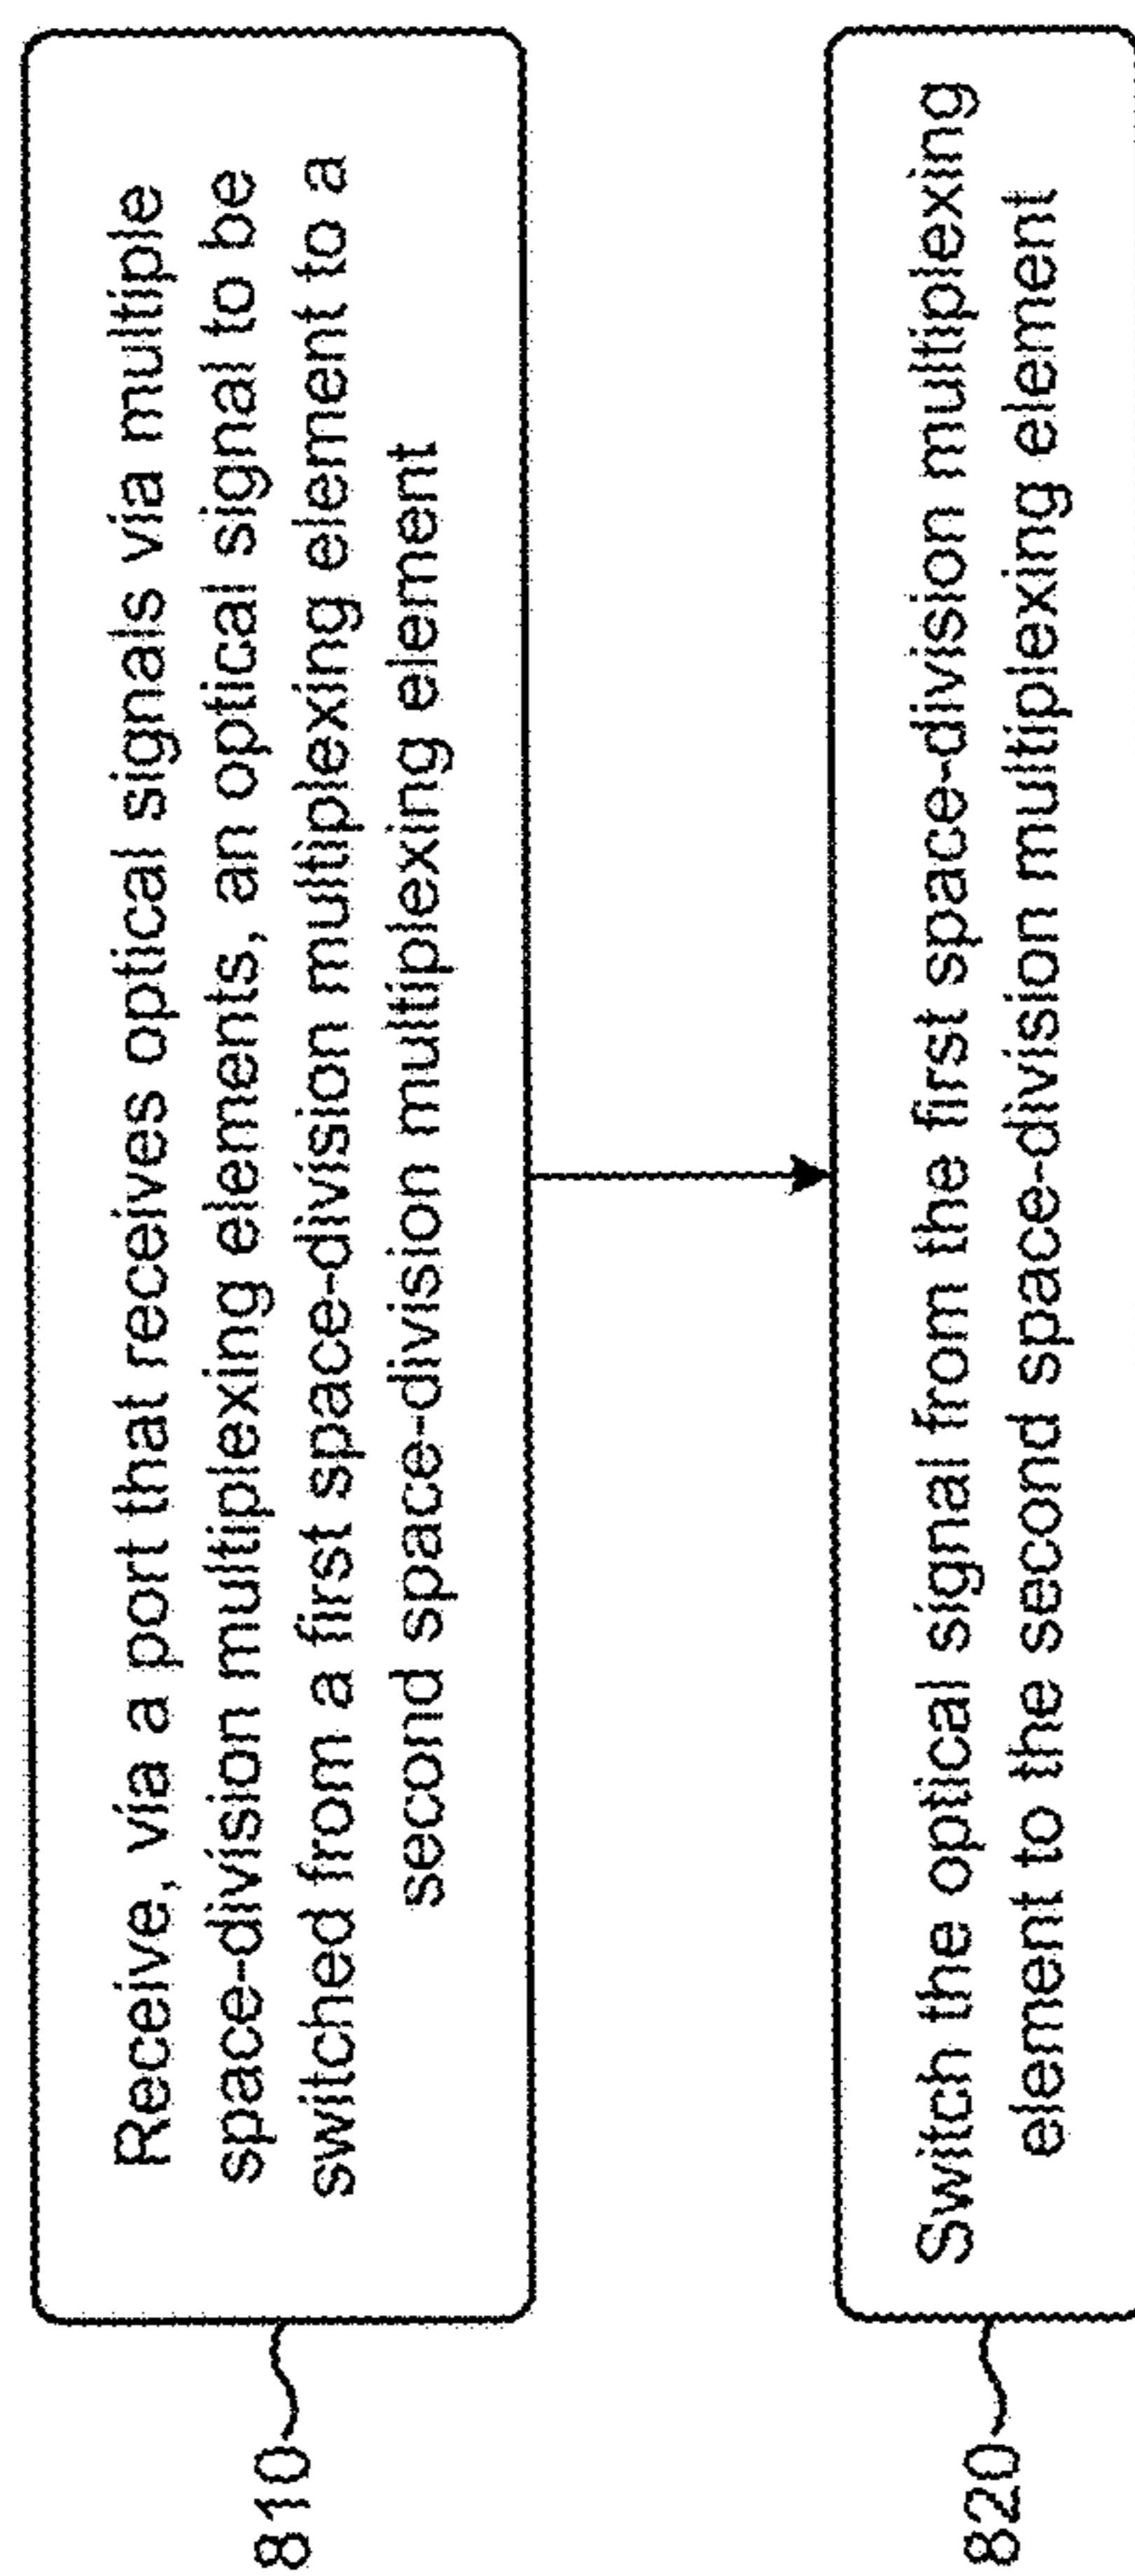 Receive, via a port that receives optical signals via multiple
space-division multiplexing elements, an optical signal to be
switched from a first space-division multiplexing element to a
second space-division multiplexing element
810
Switch the optical signal from the first space-division multiplexing
element to the second space-division multiplexing element
820